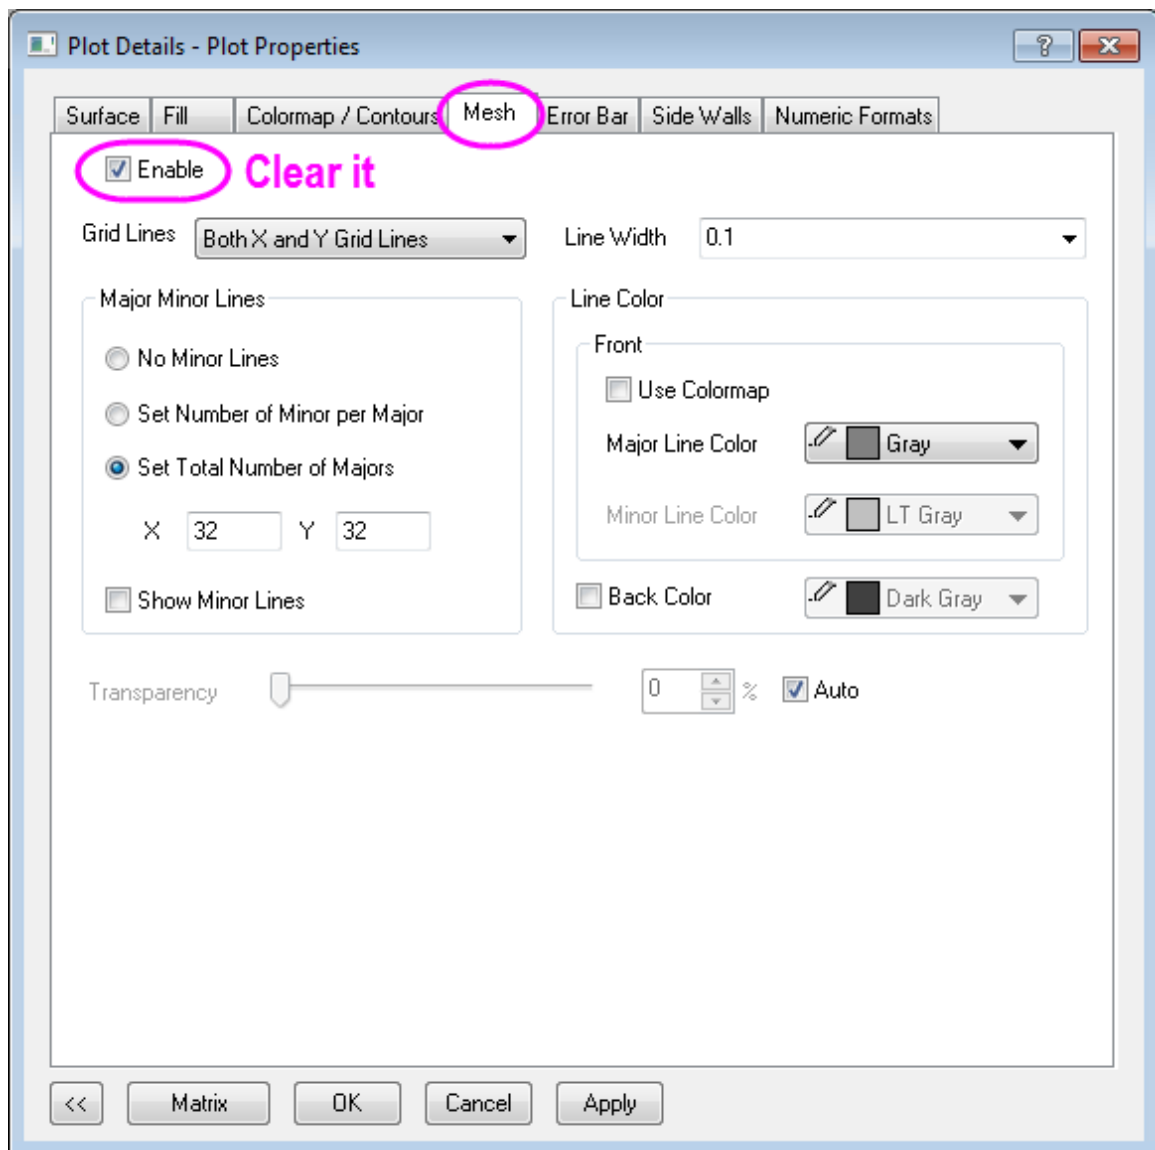 Plot Details - Plot Properties
?
Surface Fill Colormap / Contours Mesh Error Bar Side Walls Numeric Formats
Enable Clear it
Grid Lines Both X and Y Grid Lines Line Width 0.1
Major Minor Lines
No Minor Lines
Set Number of Minor per Major
Set Total Number of Majors
X 32 Y 32
Show Minor Lines
Line Color
Front
Use Colormap
Major Line Color Gray
Minor Line Color LT Gray
Back Color Dark Gray
Transparency 0 % Auto
<< Matrix OK Cancel Apply